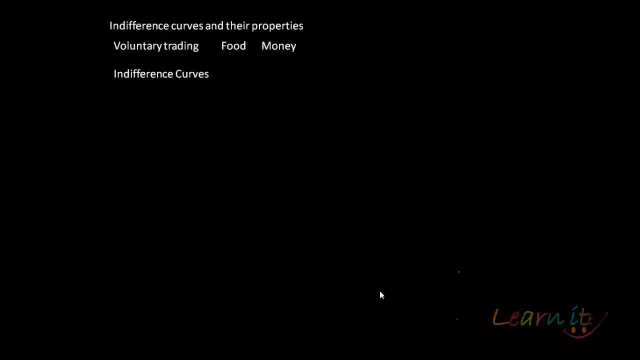 Indifference curves and their properties
Voluntary trading Food Money
Indifference Curves
Learnit